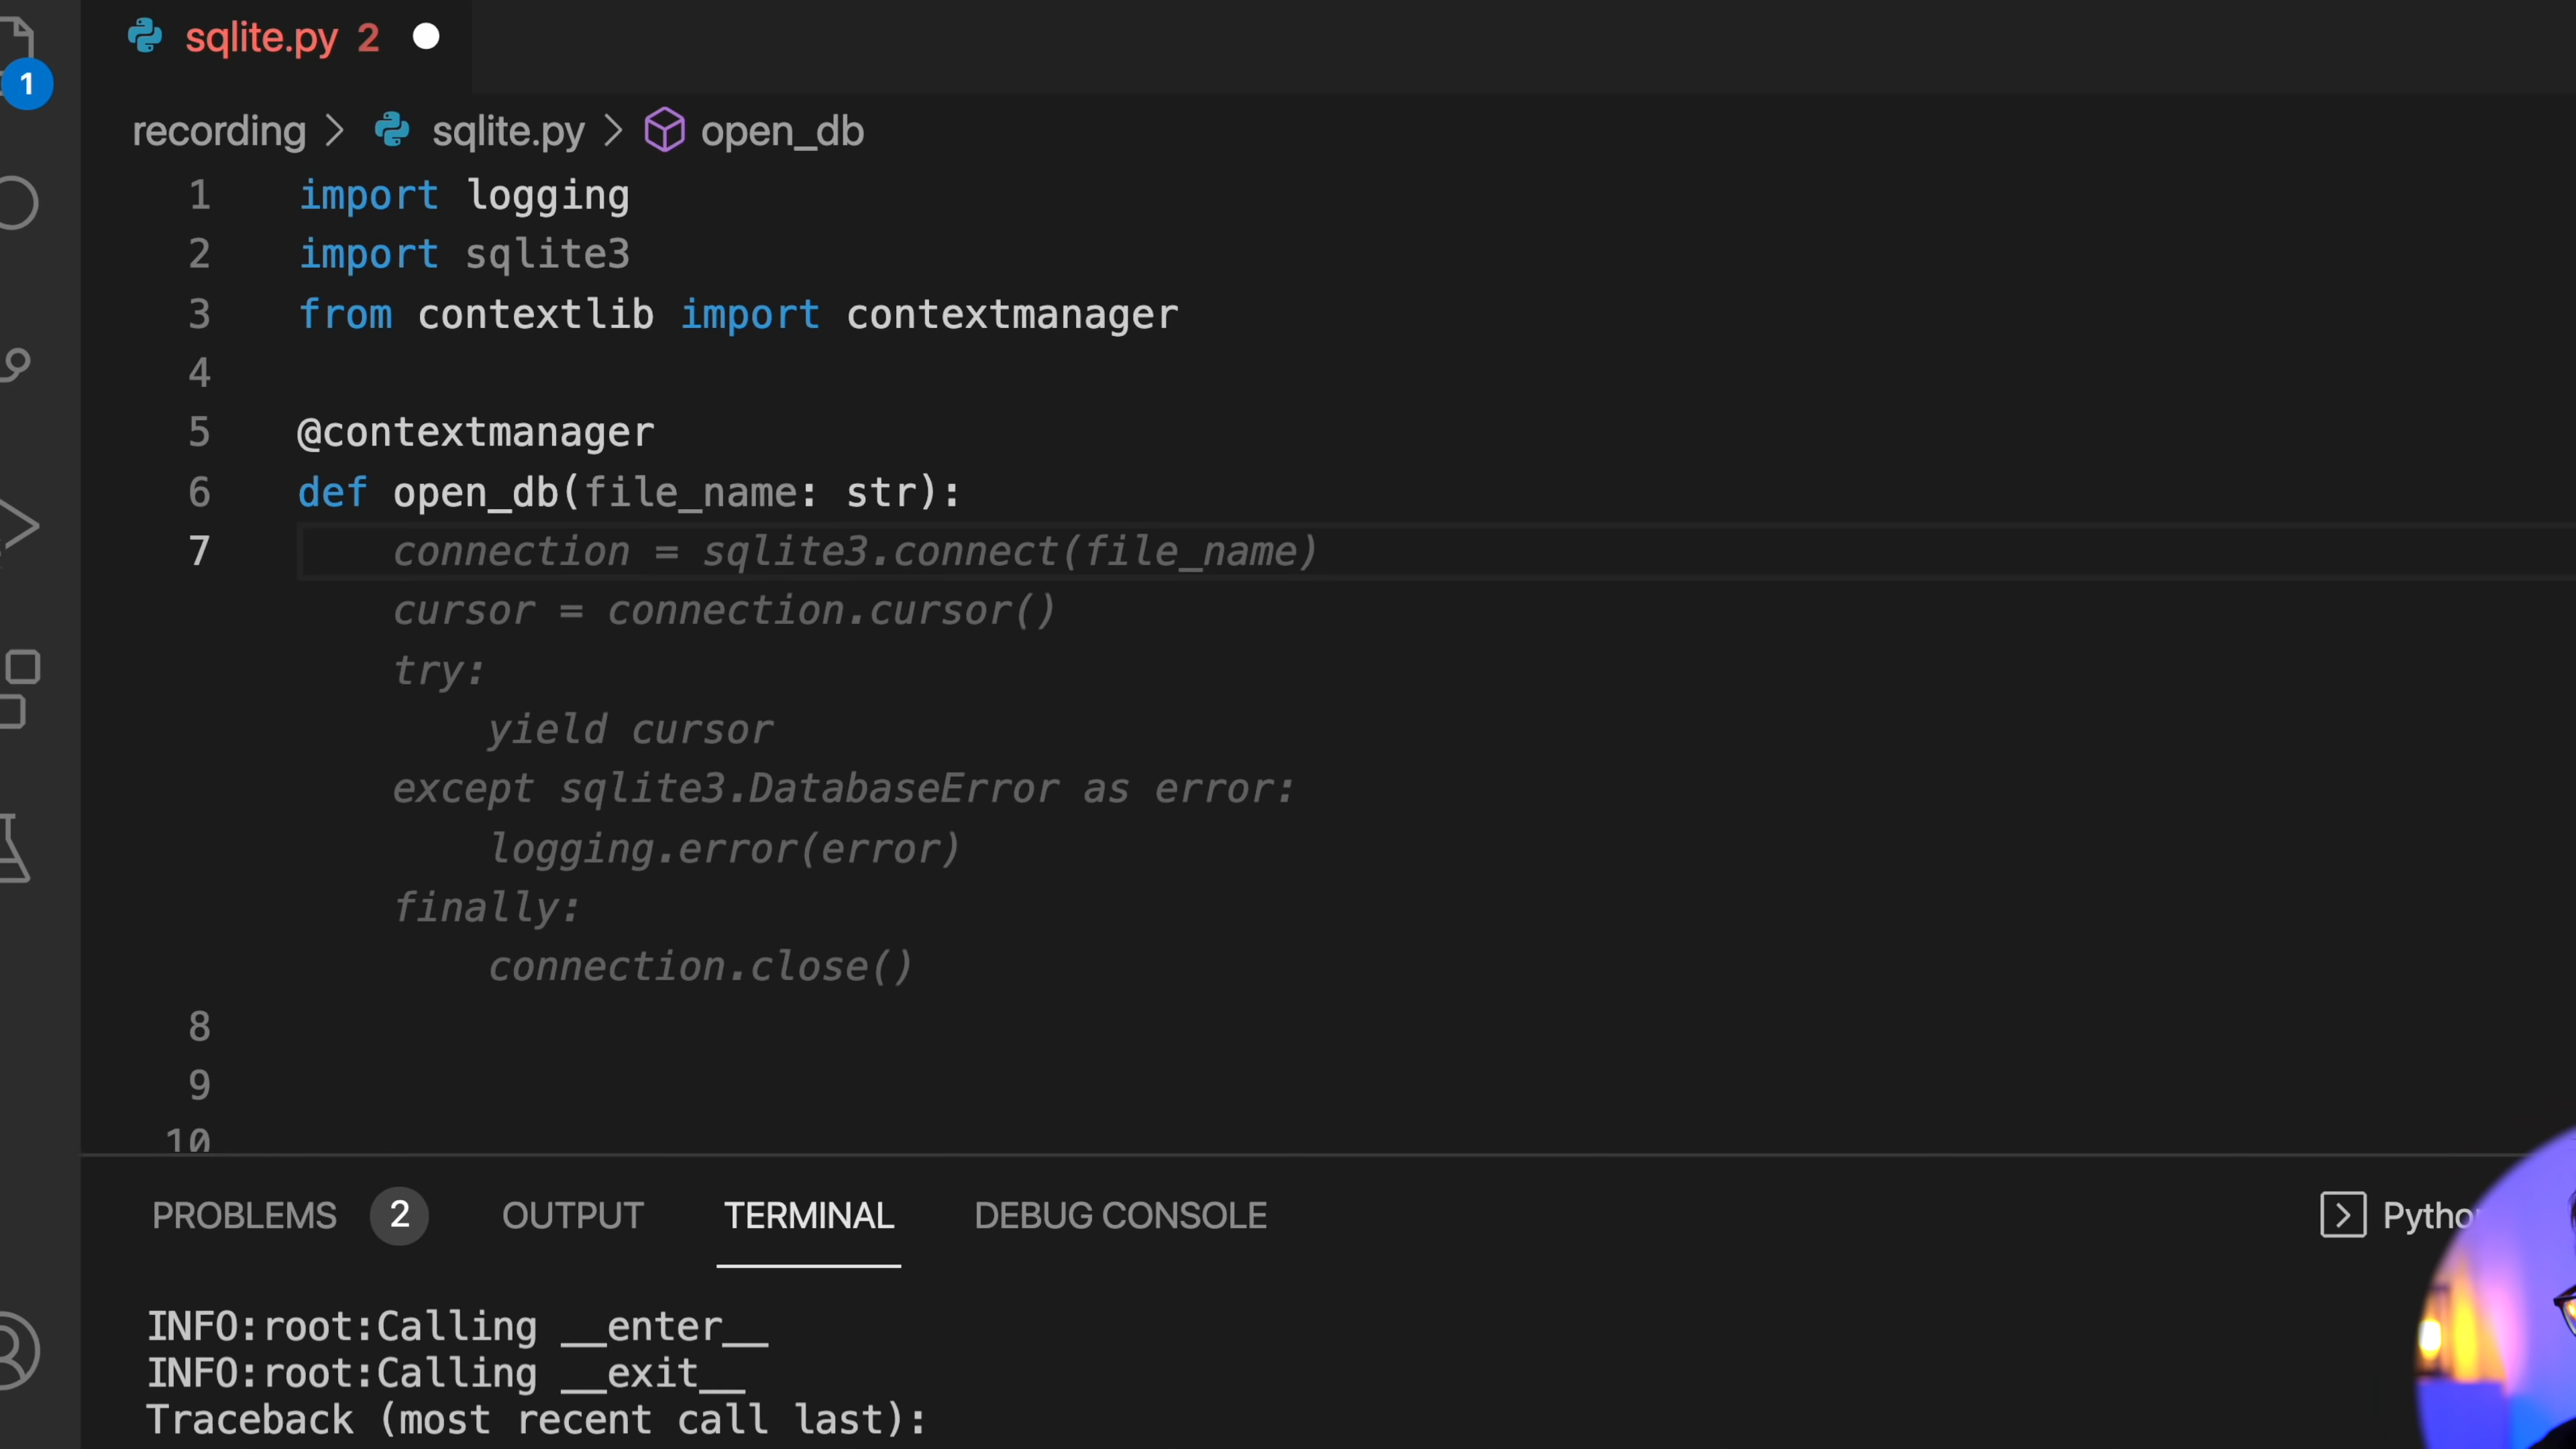 sqlite.py 2
1
recording > sqlite.py > open_db
1 import logging
2 import sqlite3
3 from contextlib import contextmanager
4
5 @contextmanager
6 def open_db(file_name: str):
7 connection = sqlite3.connect(file_name)
cursor = connection.cursor()
try:
yield cursor
except sqlite3.DatabaseError as error:
logging.error(error)
finally:
connection.close()
8
9
10
PROBLEMS 2 OUTPUT TERMINAL DEBUG CONSOLE
INFO:root:Calling __enter__
INFO:root:Calling __exit__
Traceback (most recent call last):